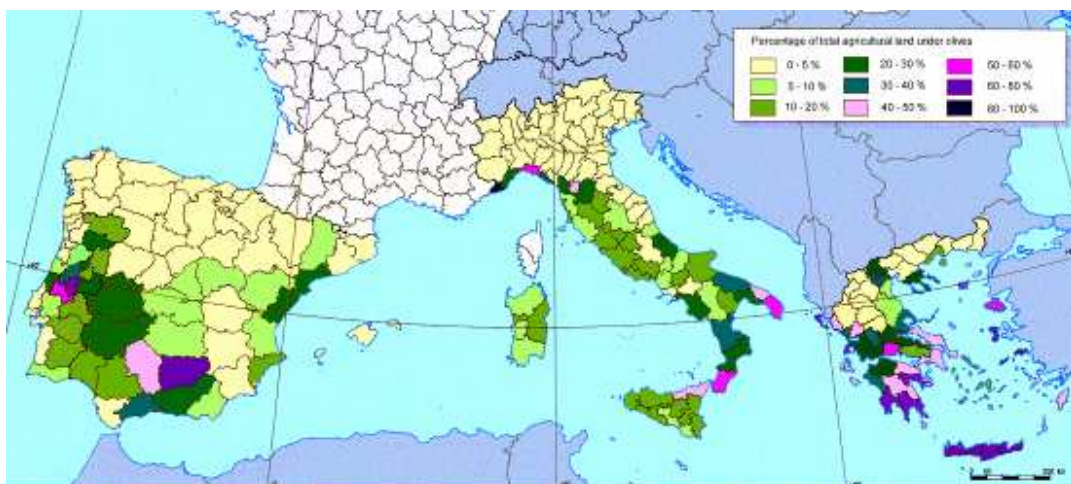 Percentage of total agricultural land under olives
0 - 5 % 20 - 30 % 50 - 60 %
5 - 10 % 30 - 40 % 60 - 80 %
10 - 20 % 40 - 50 % 80 - 100 %